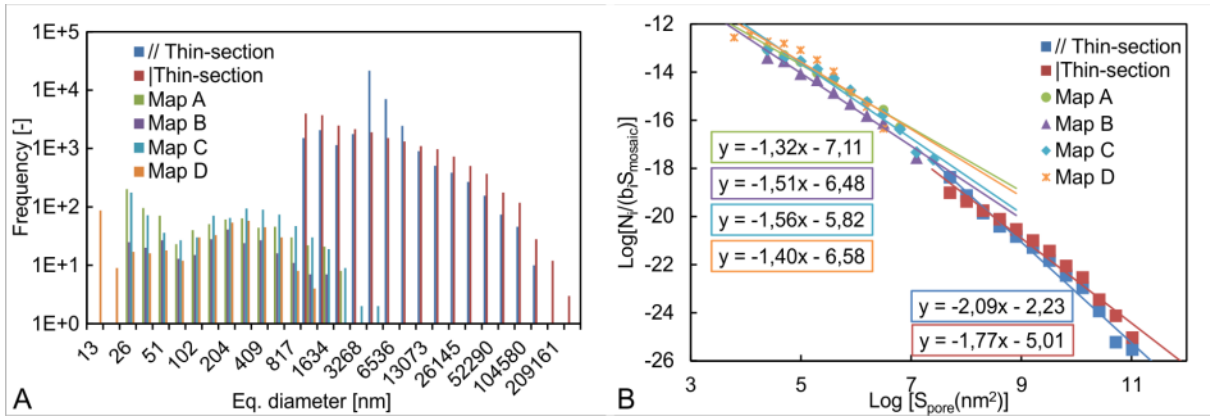 1E+5
1E+4
1E+3
1E+2
1E+1
1E+0
Frequency [-]
// Thin-section
|Thin-section
Map A
Map B
Map C
Map D
13
26
51
102
204
409
817
1634
3268
6536
13073
26145
52290
104580
209161
Eq. diameter [nm]
A
-12
-14
-16
-18
-20
-22
-24
-26
Log[Ni/(biSmosaic)]
// Thin-section
|Thin-section
Map A
Map B
Map C
Map D
y = -1,32x - 7,11
y = -1,51x - 6,48
y = -1,56x - 5,82
y = -1,40x - 6,58
y = -2,09x - 2,23
y = -1,77x - 5,01
3
5
7
9
11
Log [Spore(nm²)]
B